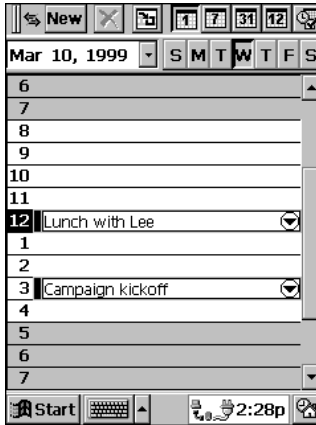 New 1 7 31 12
Mar 10, 1999 S M T W T F S
6
7
8
9
10
11
12 Lunch with Lee
1
2
3 Campaign kickoff
4
5
6
7
Start 2:28p